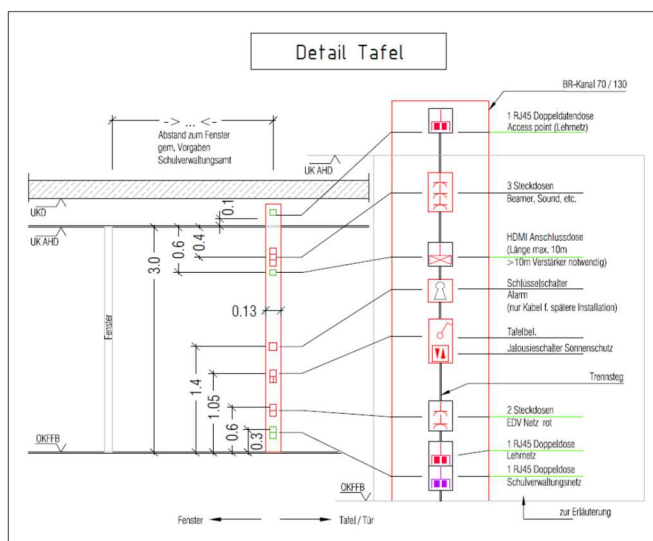 Detail Tafel
BR-Kanal 70 / 130
-> ... <-
Abstand zum Fenster
gem, Vorgaben
Schulverwaltungsamt
UK AHD
1 RJ45 Doppeldatendose
Access point (Lehrnetz)
UKD
UK AHD
0.1
0.4
0.6
3.0
3 Steckdosen
Beamer, Sound, etc.
HDMI Anschlussdose
(Länge max. 10m
>10m Verstärker notwendig)
0.13
Schlüsselschalter
Alarm
(nur Kabel f. spätere Installation)
Fenster
Tafelbel.
Jalousieschalter Sonnenschutz
1.4
1.05
0.6
0.3
Trennsteg
2 Steckdosen
EDV Netz rot
OKFFB
1 RJ45 Doppeldose
Lehrnetz
1 RJ45 Doppeldose
Schulverwaltungsnetz
OKFFB
zur Erläuterung
Fenster
Tafel / Tür